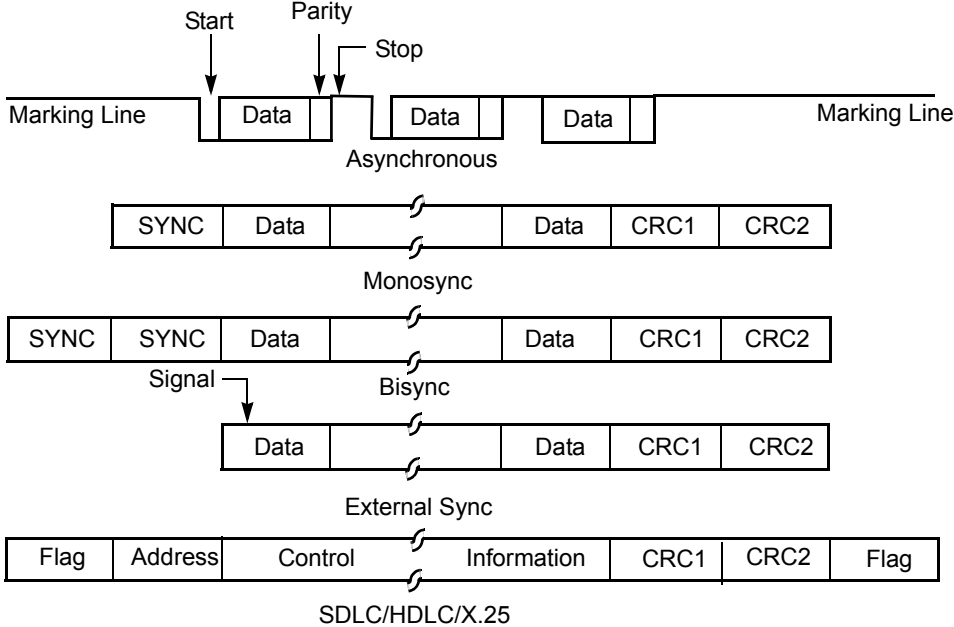 Start Parity
Stop
Marking Line Data Data Data Marking Line
Asynchronous
SYNC Data Data CRC1 CRC2
Monosync
SYNC SYNC Data Data CRC1 CRC2
Signal
Bisync
Data Data CRC1 CRC2
External Sync
Flag Address Control Information CRC1 CRC2 Flag
SDLC/HDLC/X.25